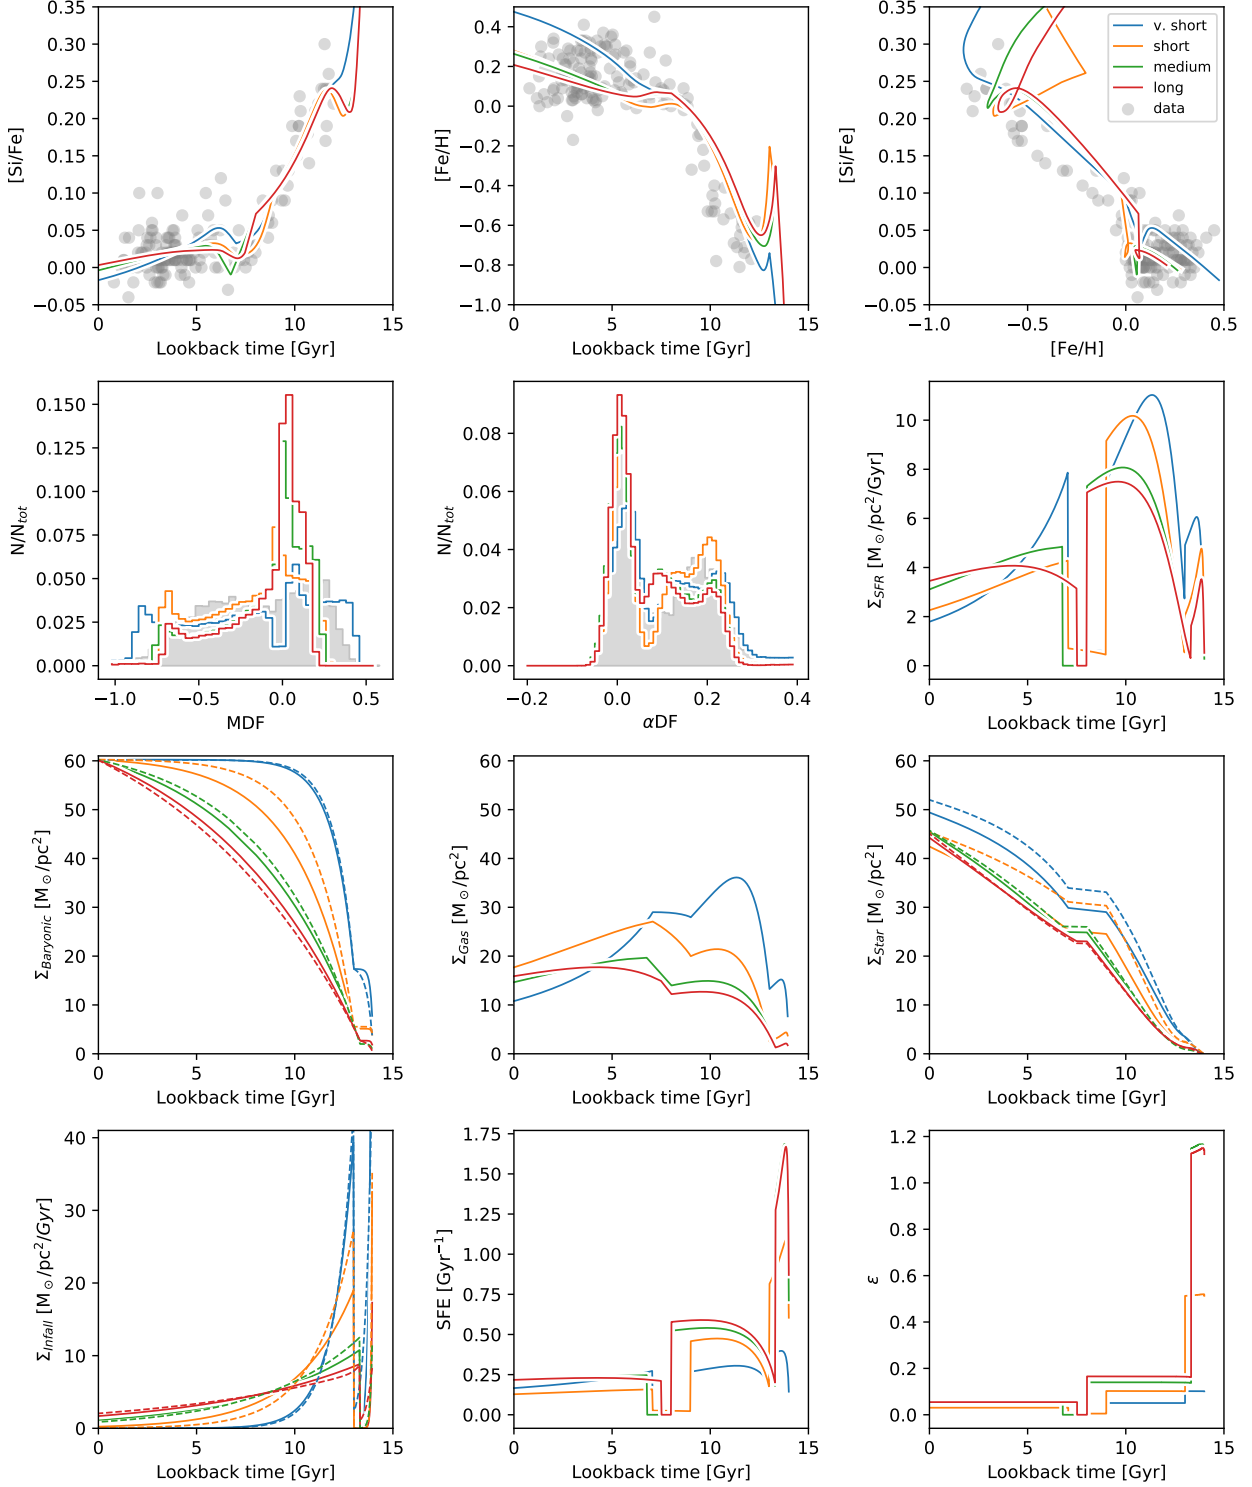 0.35
0.30
0.25
0.20
0.15
0.10
0.05
0.00
−0.05
[Si/Fe]
0 5 10 15
Lookback time [Gyr]
0.4
0.2
0.0
−0.2
−0.4
−0.6
−0.8
−1.0
[Fe/H]
0 5 10 15
Lookback time [Gyr]
0.35
0.30
0.25
0.20
0.15
0.10
0.05
0.00
−0.05
[Si/Fe]
v. short
short
medium
long
data
−1.0 −0.5 0.0 0.5
[Fe/H]
0.150
0.125
0.100
0.075
0.050
0.025
0.000
N/N_tot
−1.0 −0.5 0.0 0.5
MDF
0.08
0.06
0.04
0.02
0.00
N/N_tot
−0.2 0.0 0.2 0.4
αDF
10
8
6
4
2
0
Σ_SFR [M⊙/pc²/Gyr]
0 5 10 15
Lookback time [Gyr]
60
50
40
30
20
10
0
Σ_Baryonic [M⊙/pc²]
0 5 10 15
Lookback time [Gyr]
60
50
40
30
20
10
0
Σ_Gas [M⊙/pc²]
0 5 10 15
Lookback time [Gyr]
60
50
40
30
20
10
0
Σ_Star [M⊙/pc²]
0 5 10 15
Lookback time [Gyr]
40
30
20
10
0
Σ_Infall [M⊙/pc²/Gyr]
0 5 10 15
Lookback time [Gyr]
1.75
1.50
1.25
1.00
0.75
0.50
0.25
0.00
SFE [Gyr⁻¹]
0 5 10 15
Lookback time [Gyr]
1.2
1.0
0.8
0.6
0.4
0.2
0.0
ε
0 5 10 15
Lookback time [Gyr]